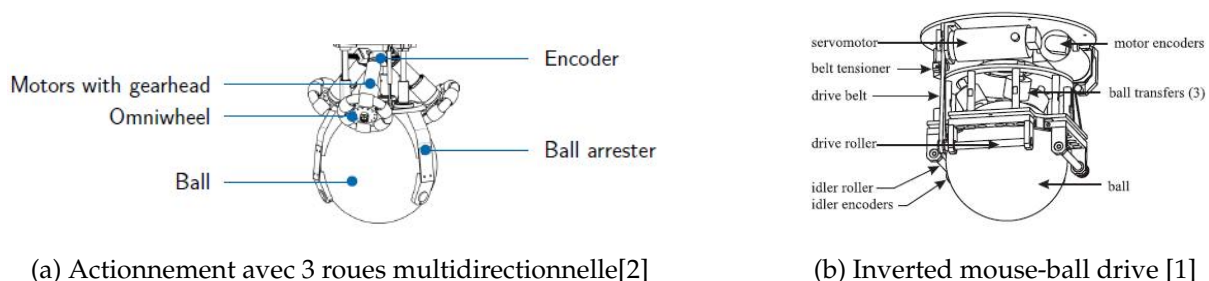 Encoder
Motors with gearhead
Omniwheel
Ball arrester
Ball
(a) Actionnement avec 3 roues multidirectionnelle[2]
servomotor
motor encoders
belt tensioner
drive belt
ball transfers (3)
drive roller
idler roller
ball
idler encoders
(b) Inverted mouse-ball drive [1]